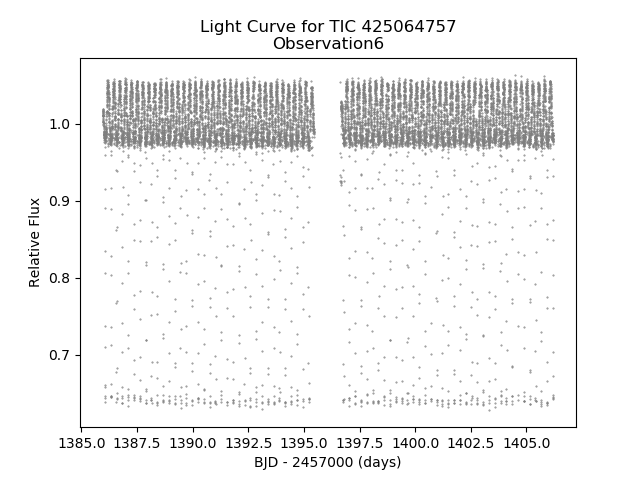 Light Curve for TIC 425064757
Observation6
1.0
0.9
0.8
0.7
Relative Flux
1385.0 1387.5 1390.0 1392.5 1395.0 1397.5 1400.0 1402.5 1405.0
BJD - 2457000 (days)